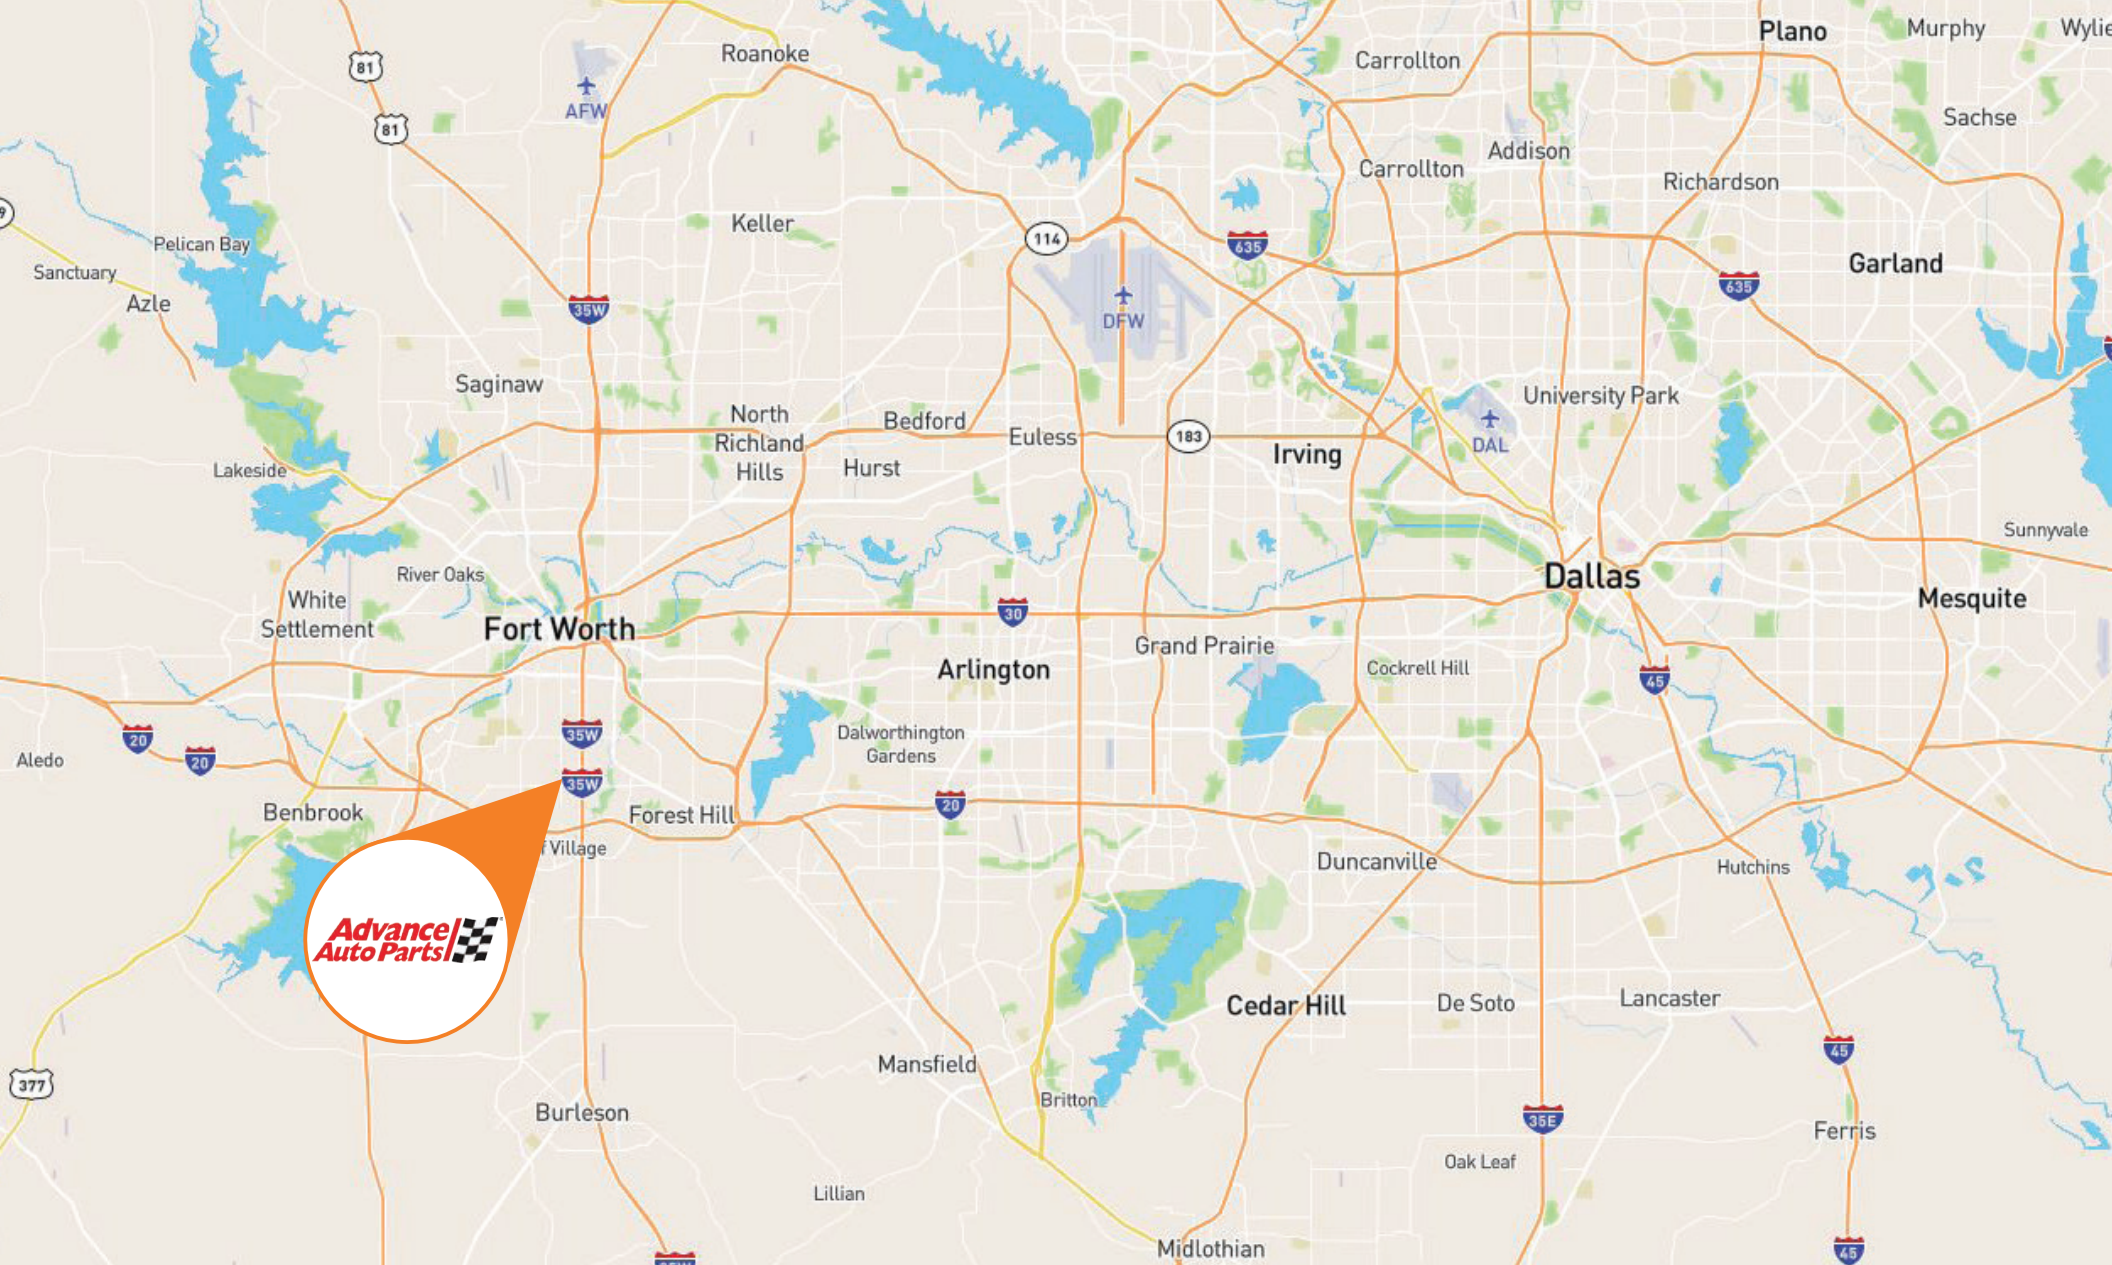 Plano
Murphy
Roanoke
Carrollton
81
AFW
81
Sachse
Addison
Carrollton
Richardson
Keller
114
635
Pelican Bay
Garland
Sanctuary
635
Azle
35W
DFW
Saginaw
University Park
North
Richland
Hills
Bedford
Euless
183
DAL
Irving
Hurst
Lakeside
Sunnyvale
River Oaks
Dallas
White
Settlement
Mesquite
30
Fort Worth
Grand Prairie
Arlington
Cockrell Hill
45
35W
Dalworthington
Gardens
20
20
Aledo
35W
20
Benbrook
Forest Hill
Village
Duncanville
Hutchins
Advance
Auto Parts
Cedar Hill
De Soto
Lancaster
45
Mansfield
377
Britton
Burleson
35E
Ferris
Oak Leaf
Lillian
Midlothian
45